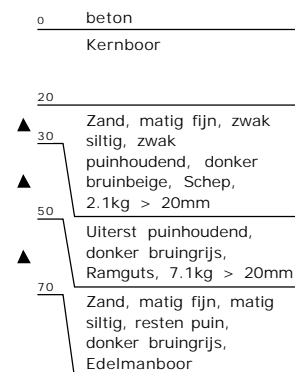 0 beton
Kernboor
20
Zand, matig fijn, zwak
30 siltig, zwak
puinhoudend, donker
bruinbeige, Schep,
2.1kg > 20mm
50
Uiterst puinhoudend,
donker bruingrijs,
Ramguts, 7.1kg > 20mm
70
Zand, matig fijn, matig
siltig, resten puin,
donker bruingrijs,
Edelmanboor